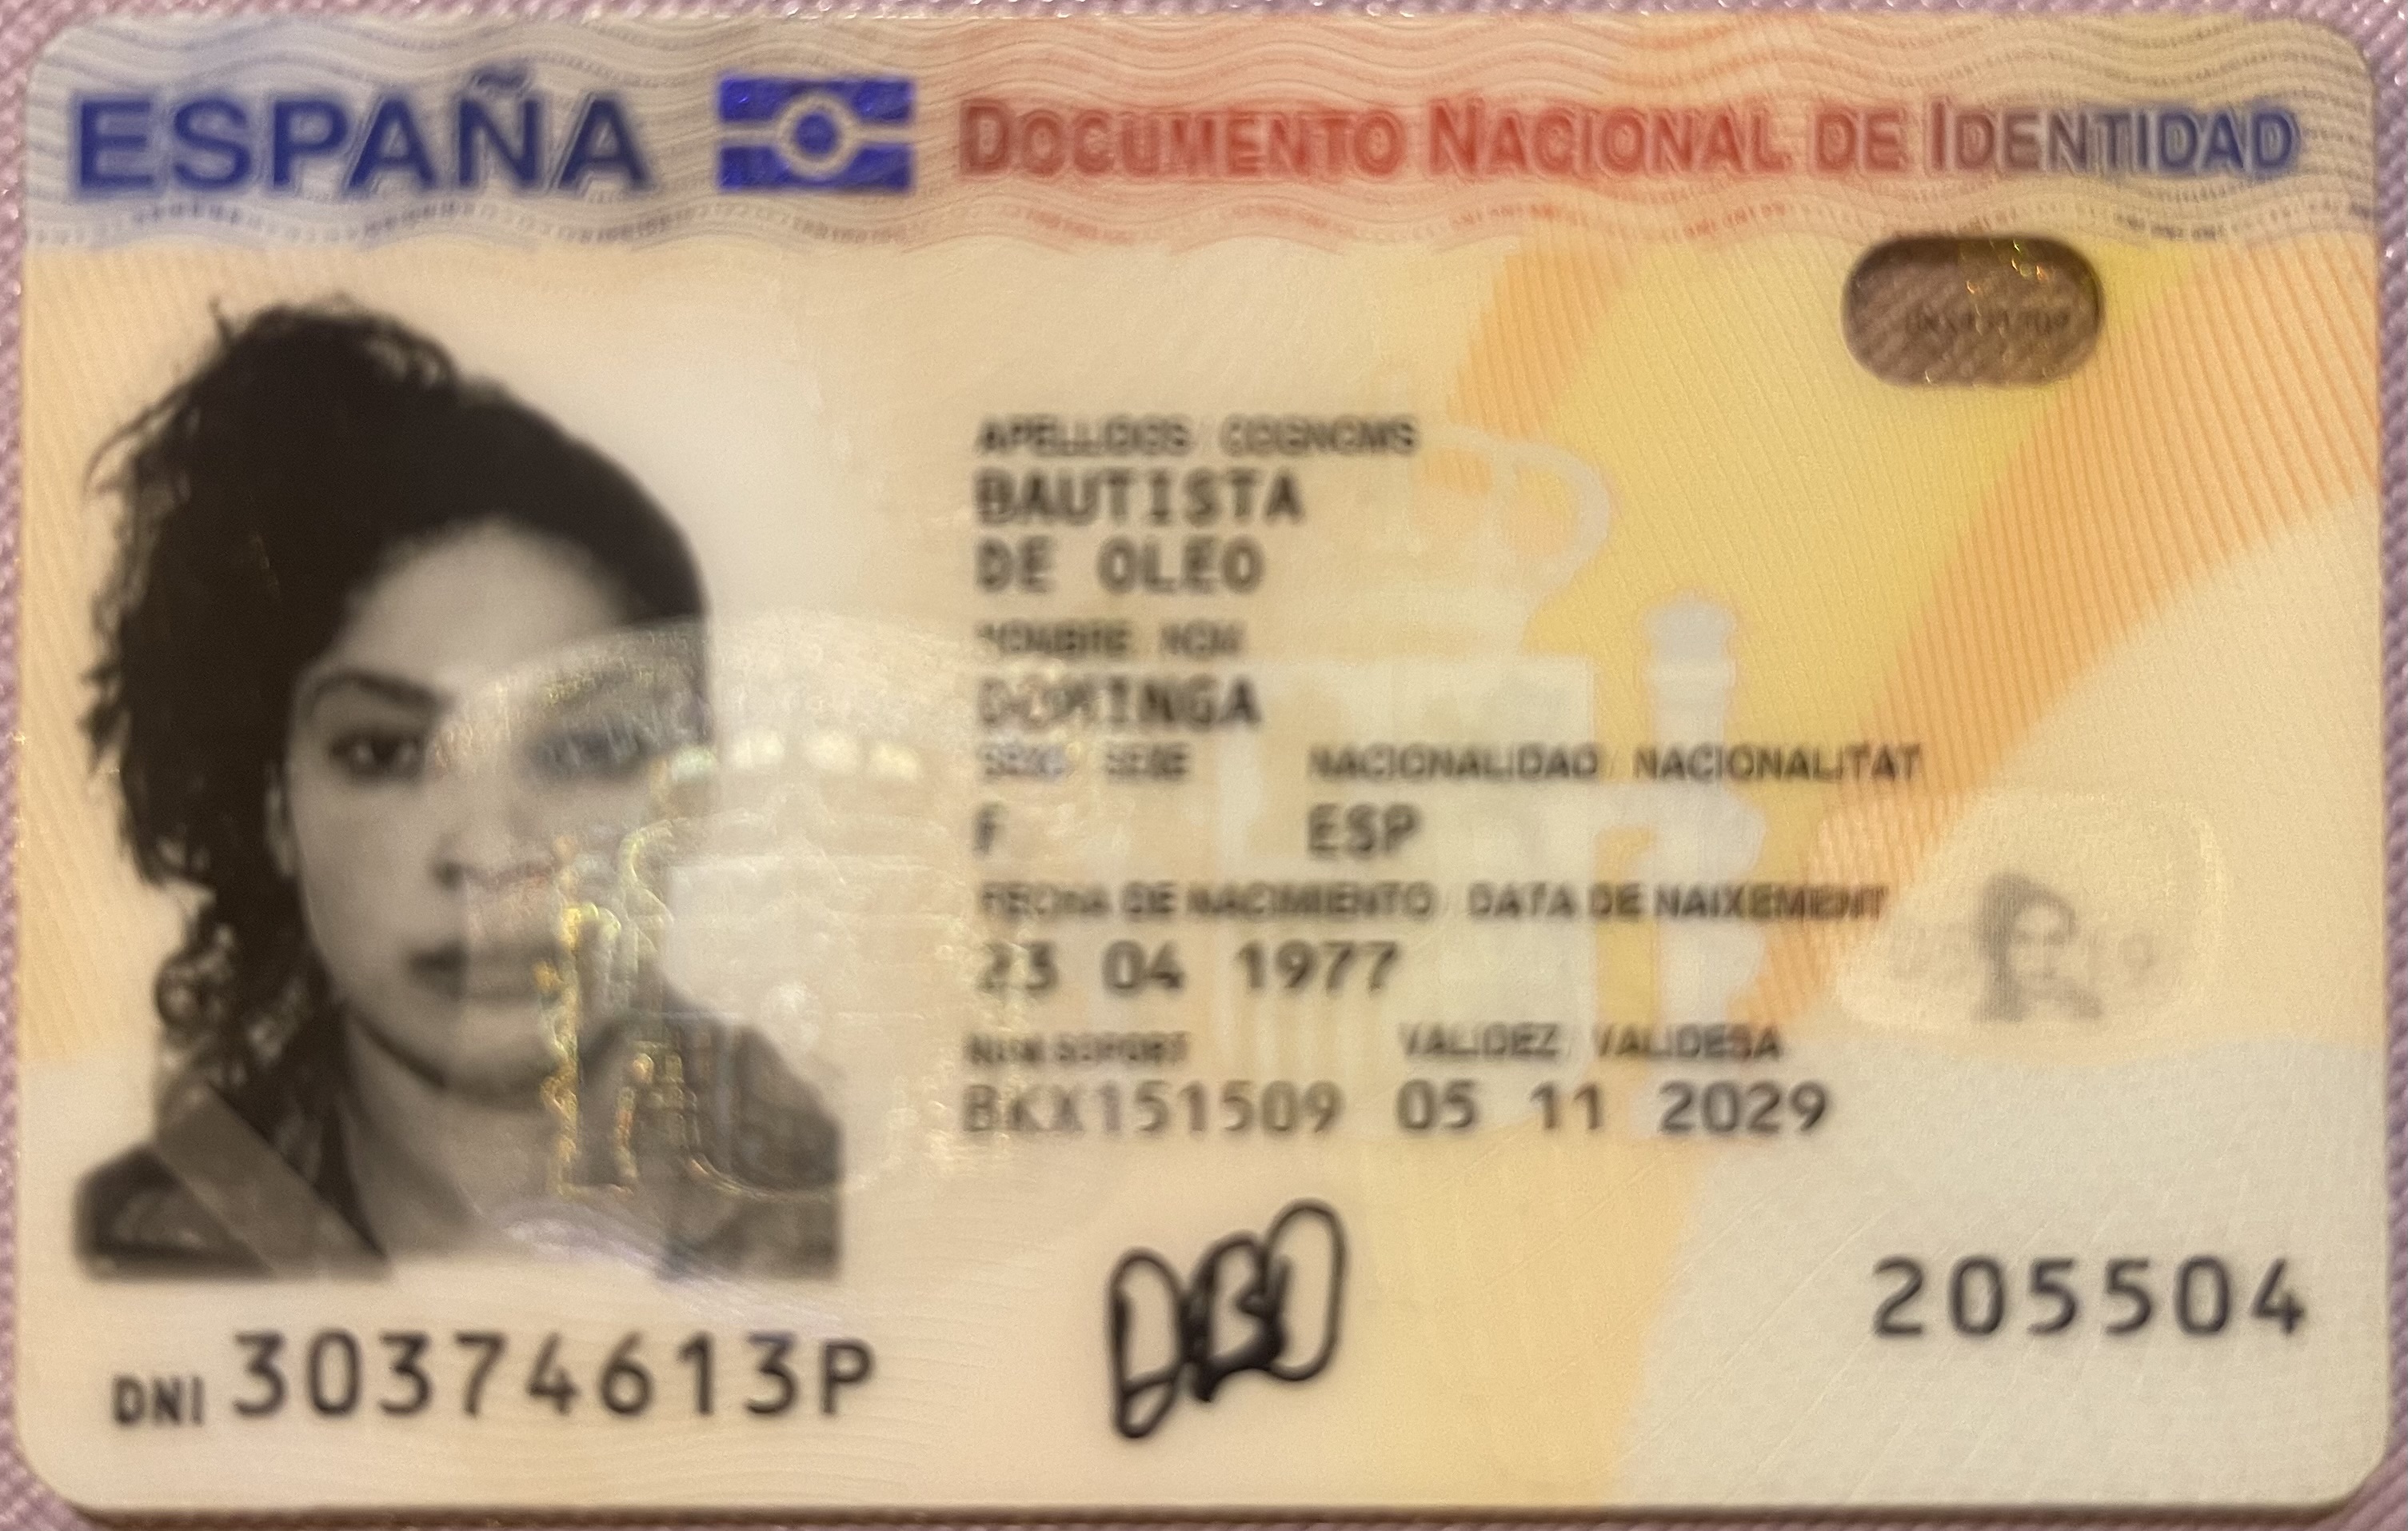 ESPAÑA DOCUMENTO NACIONAL DE IDENTIDAD
APELLIDOS COGNOMS
BAUTISTA
DE OLEO
NOMBRE NOM
DOMINGA
SEXO SEXE NACIONALIDAD NACIONALITAT
F ESP
FECHA DE NACIMIENTO DATA DE NAIXEMENT
23 04 1977
NUM SOPORT VALIDEZ VALIDESA
BKX151509 05 11 2029
205504
DNI 30374613P